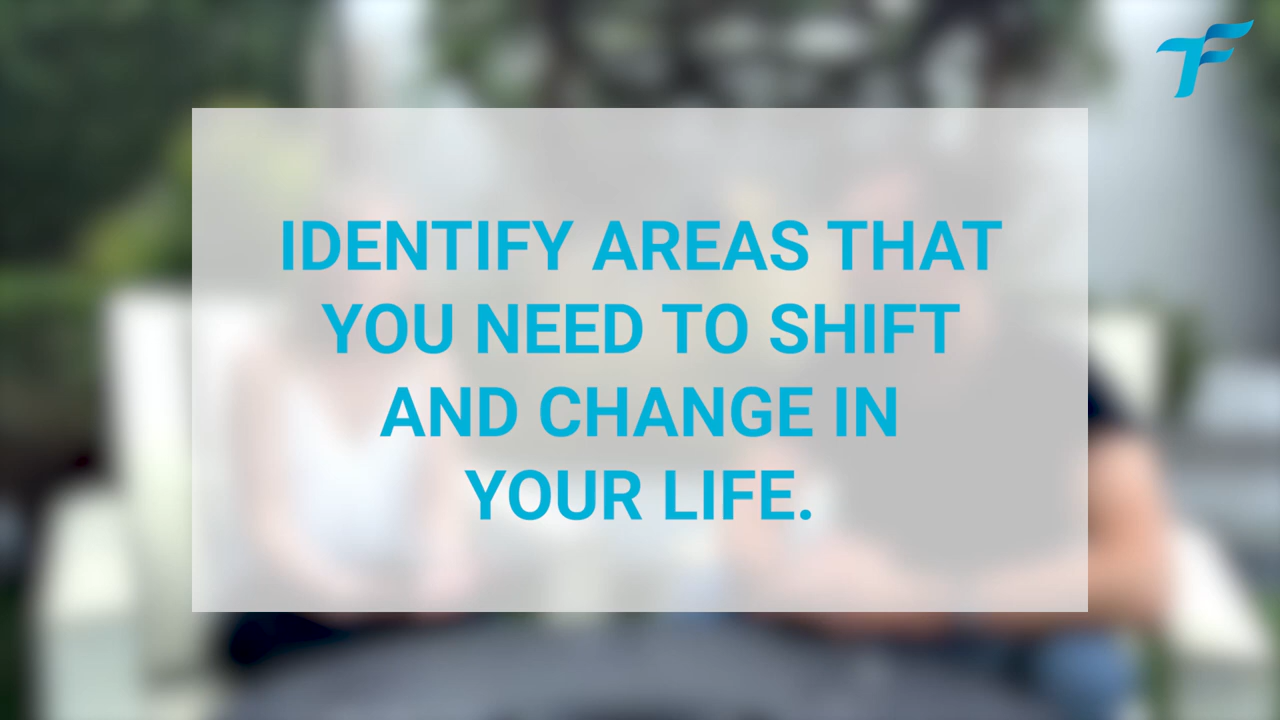 IDENTIFY AREAS THAT
YOU NEED TO SHIFT
AND CHANGE IN
YOUR LIFE.